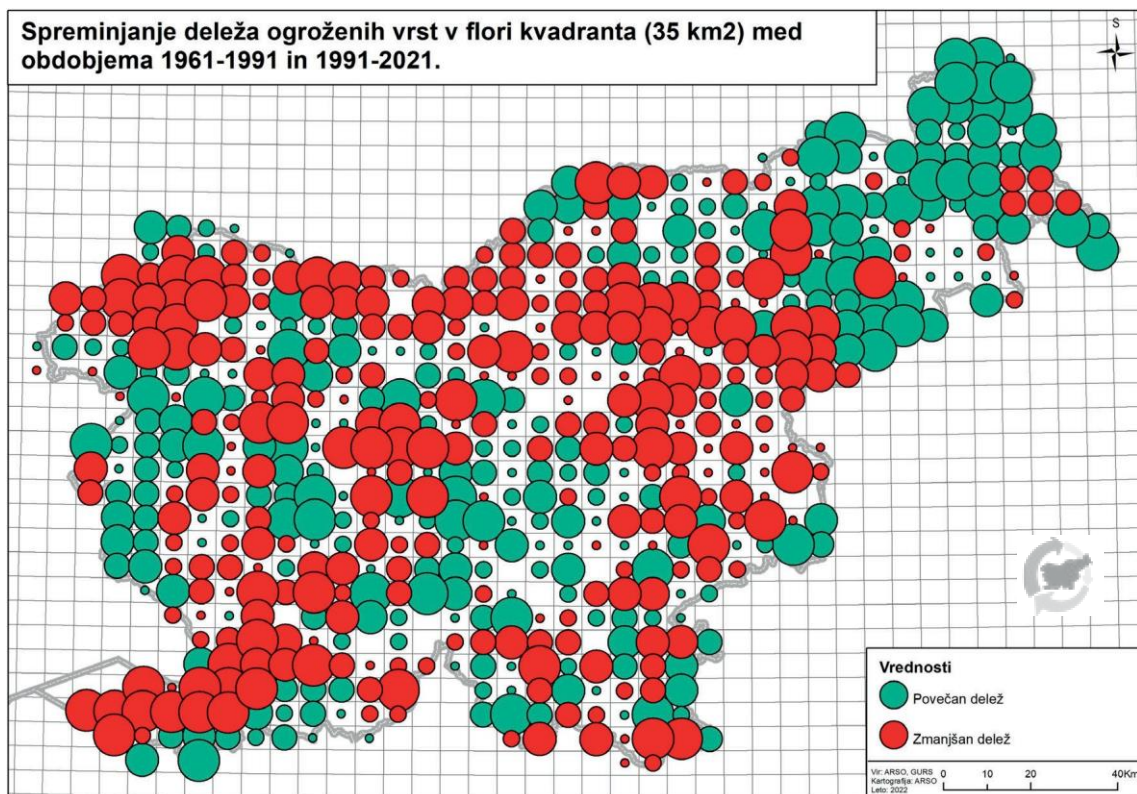 Spreminjanje deleža ogroženih vrst v flori kvadranta (35 km2) med
obdobjema 1961-1991 in 1991-2021.
S
Vrednosti
Povečan delež
Zmanjšan delež
Vir: ARSO, GURS
Kartografija: ARSO
Leto: 2022
0 10 20 40Km